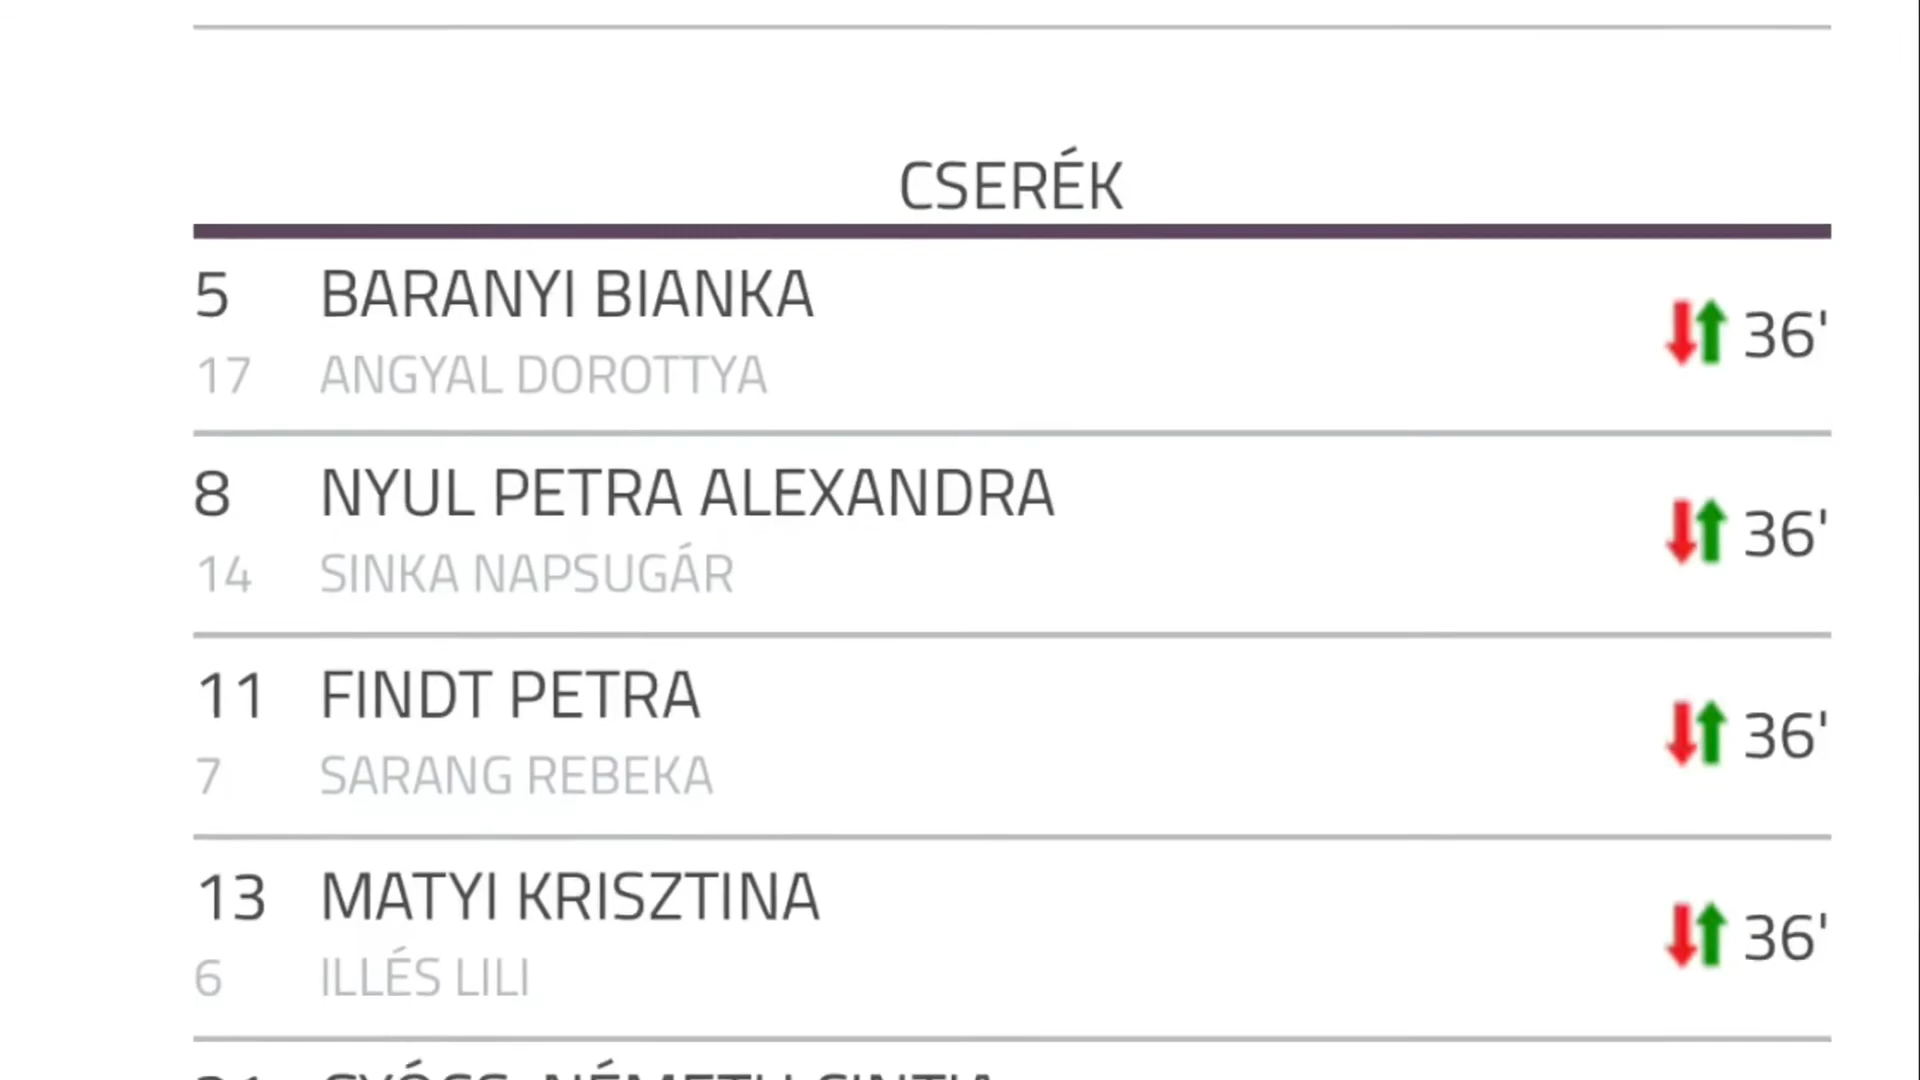 CSERÉK
5 BARANYI BIANKA
17 ANGYAL DOROTTYA
36'
8 NYUL PETRA ALEXANDRA
14 SINKA NAPSUGÁR
36'
11 FINDT PETRA
7 SARANG REBEKA
36'
13 MATYI KRISZTINA
6 ILLÉS LILI
36'